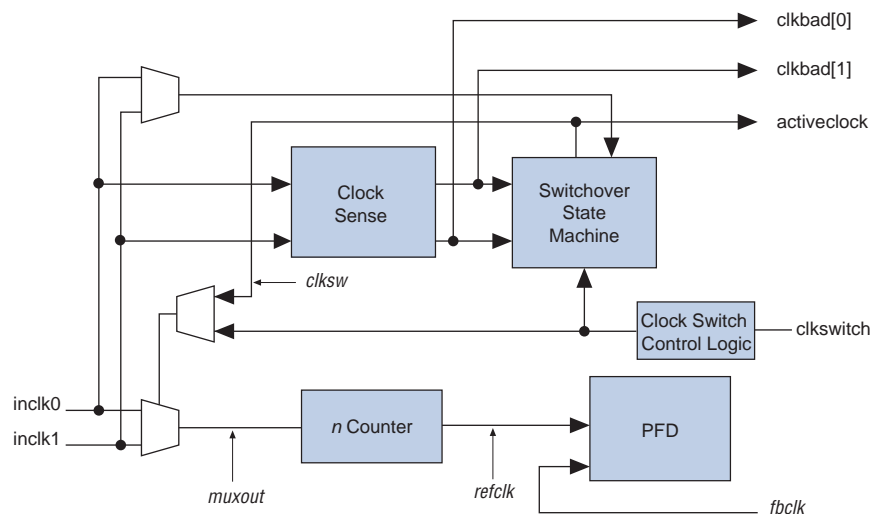 clkbad[0]
clkbad[1]
activeclock
Clock
Sense
Switchover
State
Machine
clksw
Clock Switch
Control Logic
clkswitch
inclk0
inclk1
n Counter
PFD
muxout
refclk
fbclk